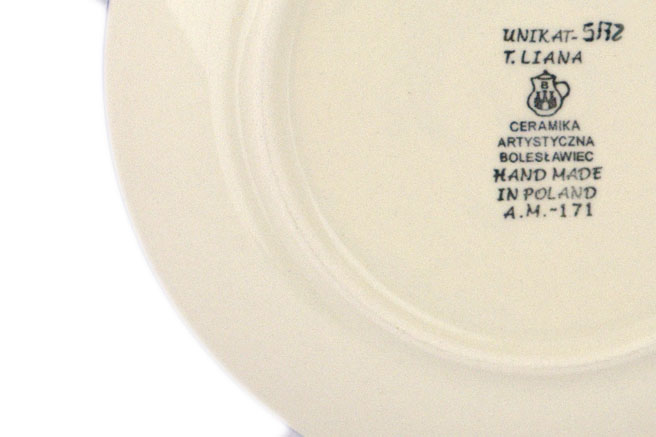 UNIKAT-5172
T. LIANA
B
CERAMIKA
ARTYSTYCZNA
BOLESŁAWIEC
HAND MADE
IN POLAND
A.M.-171